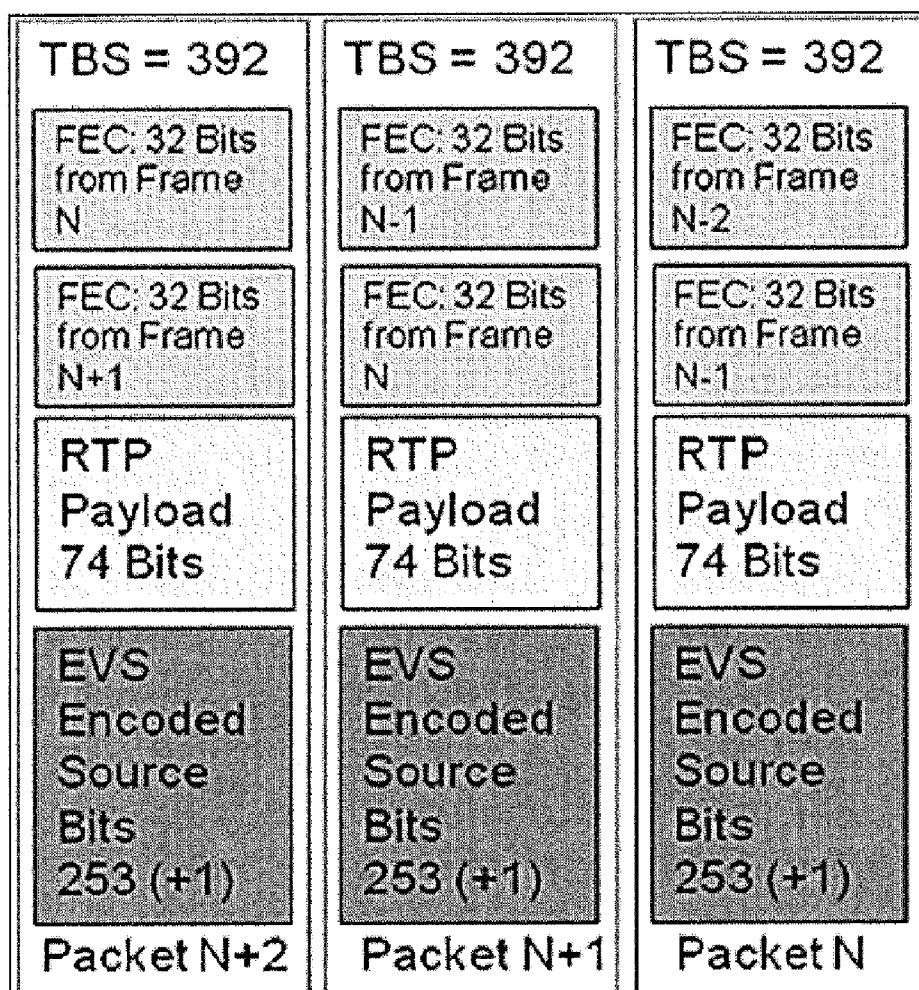 TBS = 392
FEC: 32 Bits
from Frame
N
FEC: 32 Bits
from Frame
N+1
RTP
Payload
74 Bits
EVS
Encoded
Source
Bits
253 (+1)
Packet N+2
TBS = 392
FEC: 32 Bits
from Frame
N-1
FEC: 32 Bits
from Frame
N
RTP
Payload
74 Bits
EVS
Encoded
Source
Bits
253 (+1)
Packet N+1
TBS = 392
FEC: 32 Bits
from Frame
N-2
FEC: 32 Bits
from Frame
N-1
RTP
Payload
74 Bits
EVS
Encoded
Source
Bits
253 (+1)
Packet N